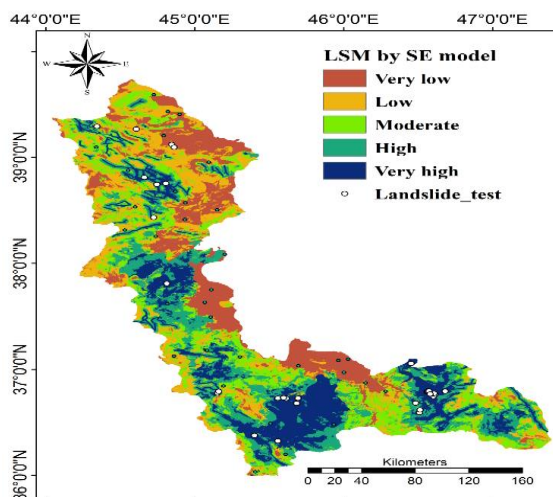 44°0'0"E 45°0'0"E 46°0'0"E 47°0'0"E
N
W E
S
LSM by SE model
Very low
Low
Moderate
High
Very high
Landslide_test
39°0'0"N
38°0'0"N
37°0'0"N
36°0'0"N
Kilometers
0 20 40 80 120 160